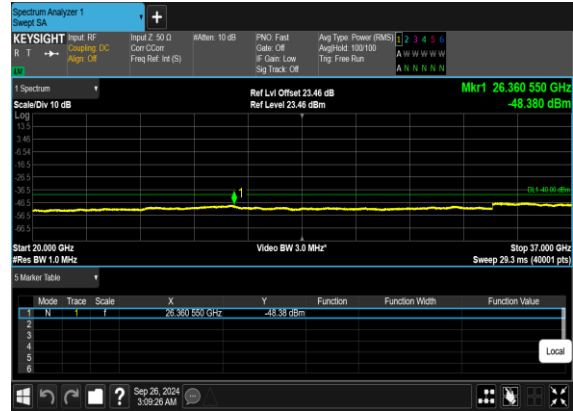 Spectrum Analyzer 1
Swept SA
+
KEYSIGHT Input: RF Input Z: 50 Ω #Atten: 10 dB PNO: Fast Avg Type: Power (RMS) 1 2 3 4 5 6
R T Coupling: DC Corr CCorr Gate: Off Avg|Hold: 100/100 A W W W W W
Align: Off Freq Ref: Int (S) IF Gain: Low Trig: Free Run
Sig Track: Off A N N N N N
1 Spectrum Ref Lvl Offset 23.46 dB Mkr1 26.360 550 GHz
Scale/Div 10 dB Ref Level 23.46 dBm -48.380 dBm
Log
13.5
3.46
-6.54
-16.5
-26.5
-36.5 DL1 -40.00 dBm
1
-46.5
-56.5
-66.5
Start 20.000 GHz Video BW 3.0 MHz* Stop 37.000 GHz
#Res BW 1.0 MHz Sweep 29.3 ms (40001 pts)
5 Marker Table
Mode Trace Scale X Y Function Function Width Function Value
1 N 1 f 26.360 550 GHz -48.38 dBm
2
3
4
5
6
Local
? Sep 26, 2024
3:09:26 AM